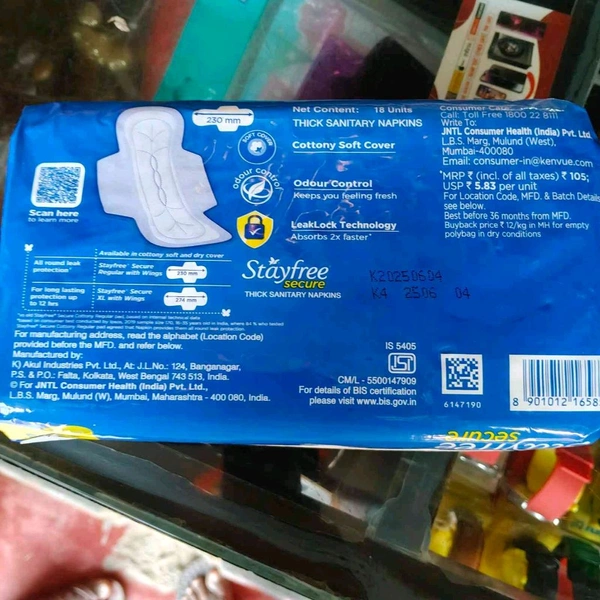 230 mm
Scan here
to learn more
Net Content: 18 Units
THICK SANITARY NAPKINS
SOFT COVER
Cottony Soft Cover
odour control
Odour Control
Keeps you feeling fresh
LeakLock Technology
Absorbs 2x faster*
Consumer Care
Call: Toll Free 1800 22 8111
Write To:
JNTL Consumer Health (India) Pvt. Ltd.
L.B.S. Marg, Mulund (West),
Mumbai-400080
Email: consumer-in@kenvue.com
*MRP ₹ (incl. of all taxes) ₹ 105;
USP ₹ 5.83 per unit
For Location Code, MFD. & Batch Details
see below.
Best before 36 months from MFD.
Buyback price ₹ 12/kg in MH for empty
polybag in dry conditions
Available in cottony soft and dry cover
All round leak
protection
Stayfree Secure
Regular with Wings
230 mm
For long lasting
protection up
to 12 hrs
Stayfree Secure
XL with Wings
274 mm
Stayfree
secure
THICK SANITARY NAPKINS
K20250604
K4 2506 04
For manufacturing address, read the alphabet (Location Code)
provided before the MFD. and refer below.
Manufactured by:
K) Akul Industries Pvt. Ltd., At: J.L.No.: 124, Banganagar,
P.S. & P.O.: Falta, Kolkata, West Bengal 743 513, India.
© For JNTL Consumer Health (India) Pvt. Ltd.,
L.B.S. Marg, Mulund (W), Mumbai, Maharashtra - 400 080, India.
IS 5405
ISI
CM/L - 5500147909
For details of BIS certification
please visit www.bis.gov.in
6147190
8 901012 1658
Stayfree
secure